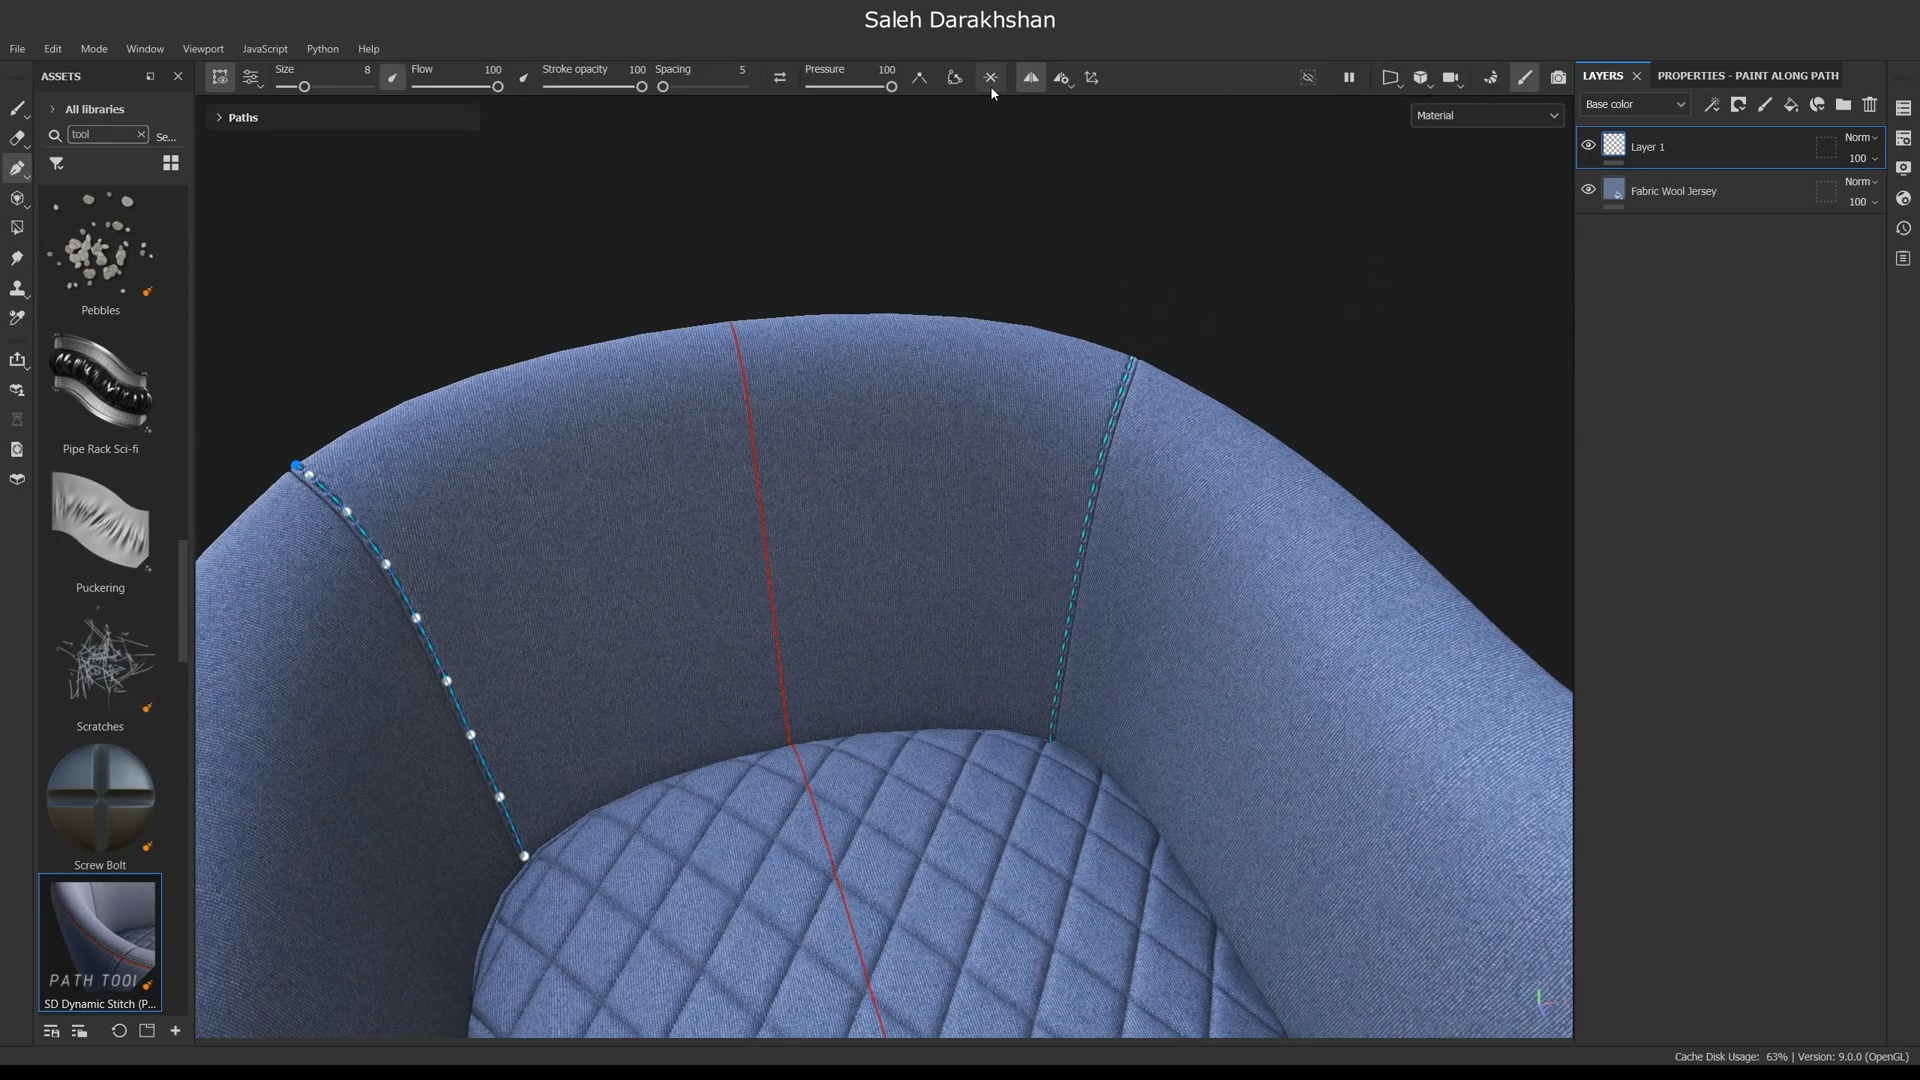 Saleh Darakhshan
File Edit Mode Window Viewport JavaScript Python Help
ASSETS
Size 8 Flow 100 Stroke opacity 100 Spacing 5 Pressure 100
LAYERS PROPERTIES - PAINT ALONG PATH
All libraries
tool Se...
Paths
Material
Base color
Layer 1 Norm 100
Fabric Wool Jersey Norm 100
Pebbles
Pipe Rack Sci-fi
Puckering
Scratches
Screw Bolt
PATH TOOL
SD Dynamic Stitch (P...
Cache Disk Usage: 63% | Version: 9.0.0 (OpenGL)